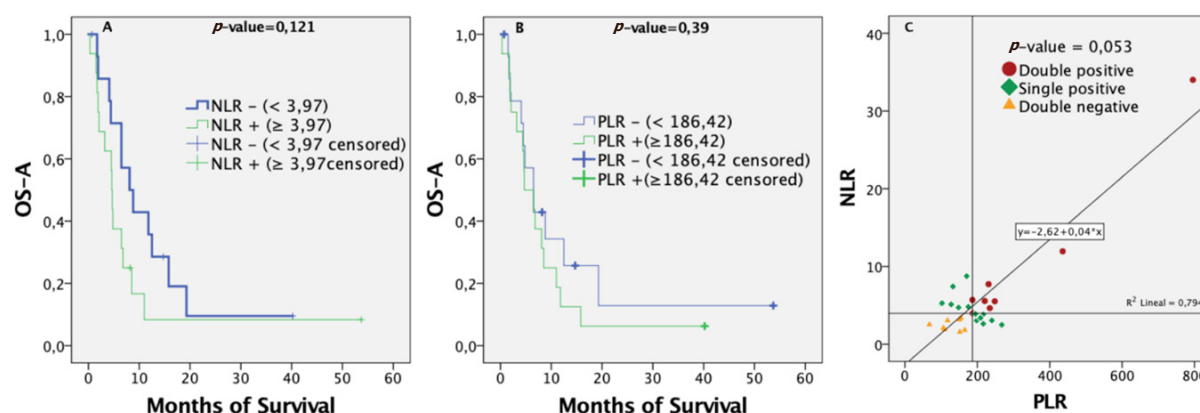 A
p-value=0,121
NLR - (< 3,97)
NLR + (≥ 3,97)
NLR - (< 3,97 censored)
NLR + (≥ 3,97censored)
OS-A
1,0
0,8
0,6
0,4
0,2
0,0
0 10 20 30 40 50 60
Months of Survival
B
p-value=0,39
PLR - (< 186,42)
PLR +(≥186,42)
PLR - (< 186,42 censored)
PLR +(≥186,42 censored)
OS-A
1,0
0,8
0,6
0,4
0,2
0,0
0 10 20 30 40 50 60
Months of Survival
C
p-value = 0,053
Double positive
Single positive
Double negative
y=-2,62+0,04*x
R2 Lineal = 0,794
NLR
40
30
20
10
0
0 200 400 600 800
PLR